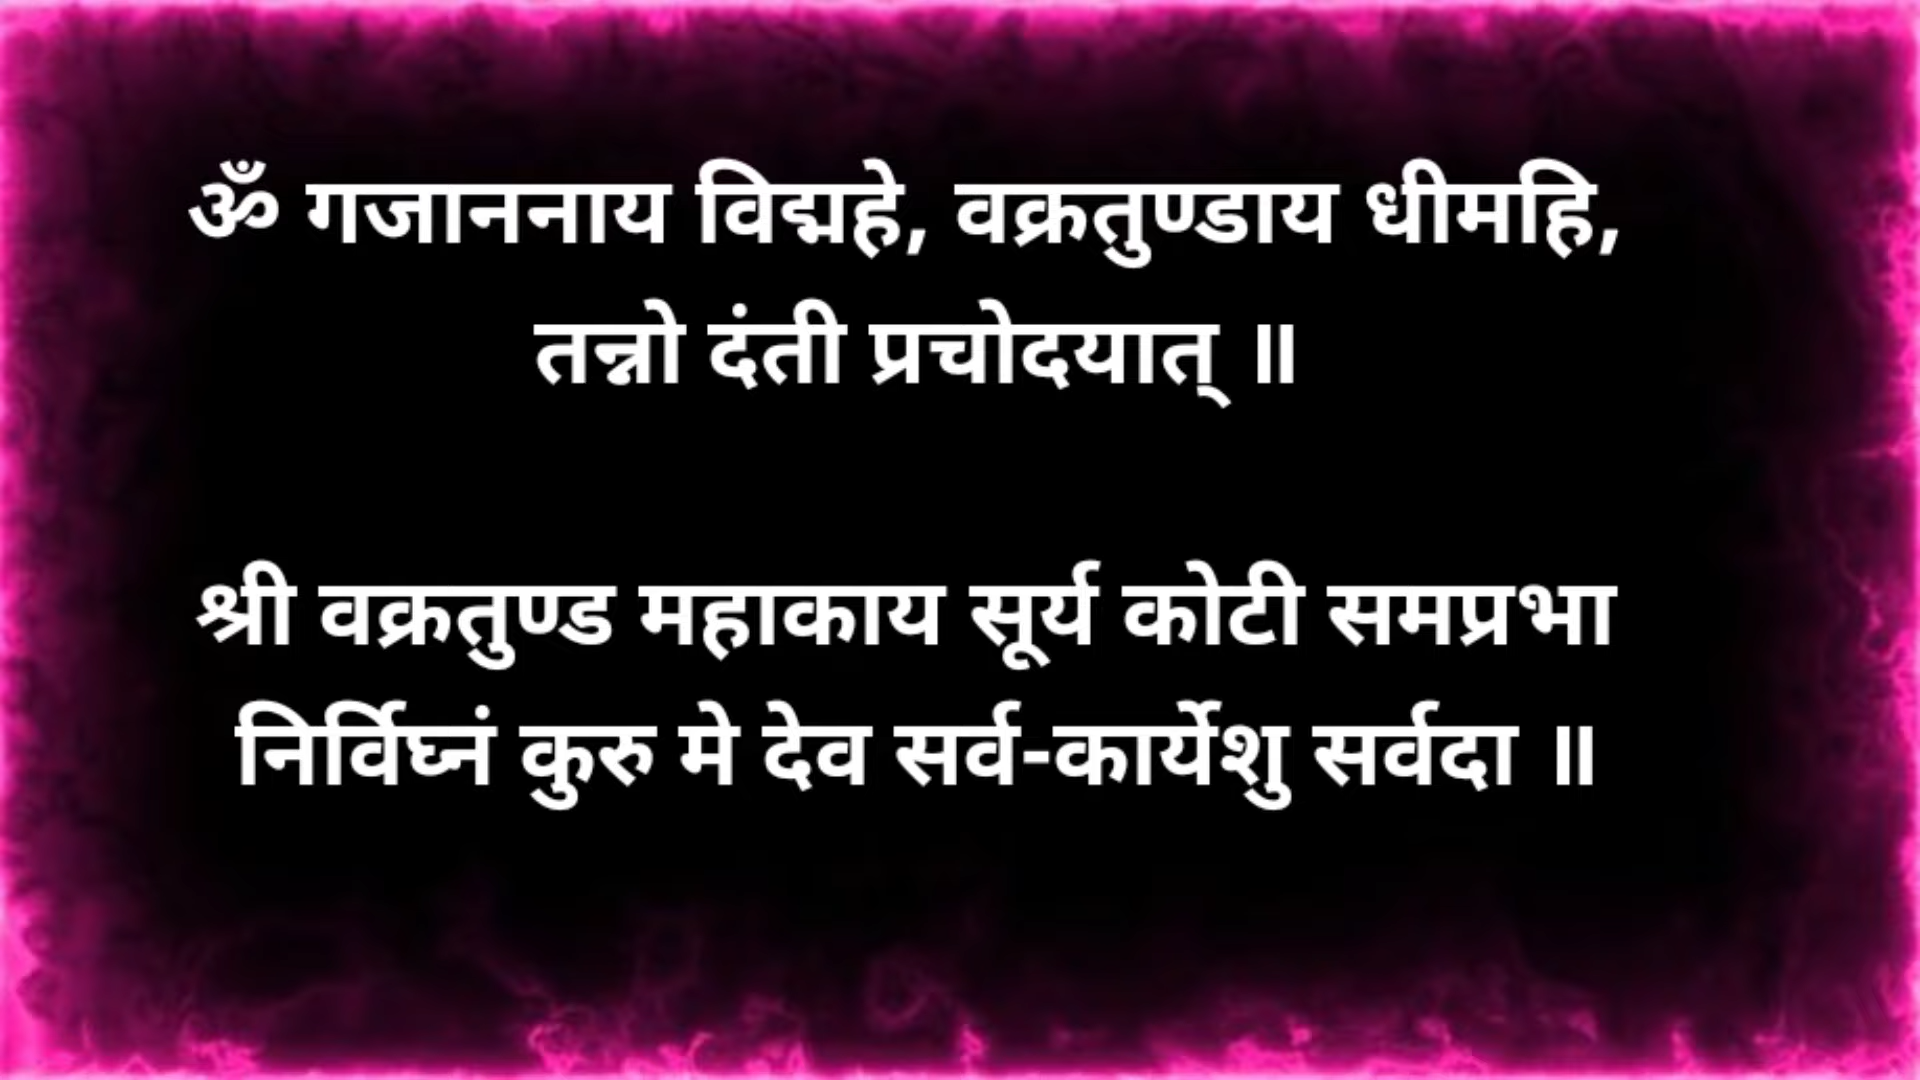 ॐ गजाननाय विद्महे, वक्रतुण्डाय धीमहि,
तन्नो दंती प्रचोदयात् ॥
श्री वक्रतुण्ड महाकाय सूर्य कोटी समप्रभा
निर्विघ्नं कुरु मे देव सर्व-कार्येशु सर्वदा ॥